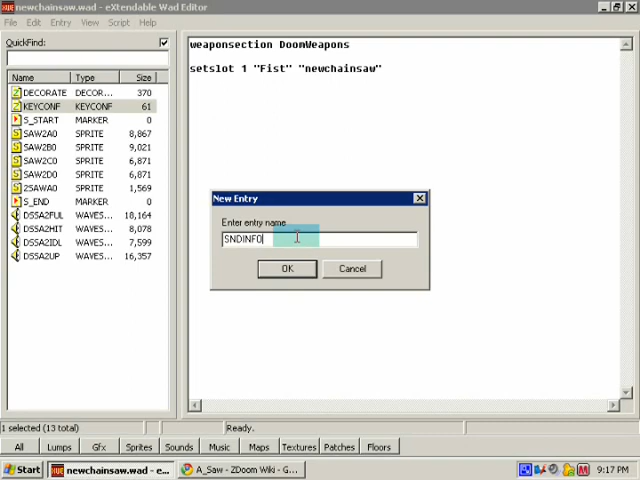 newchainsaw.wad - eXtendable Wad Editor
File Edit Entry View Script Help
QuickFind:
Name Type Size
DECORATE DECOR... 370
KEYCONF KEYCONF 61
S_START MARKER 0
SAW2A0 SPRITE 8,867
SAW2B0 SPRITE 9,021
SAW2C0 SPRITE 6,871
SAW2D0 SPRITE 6,871
2SAWA0 SPRITE 1,569
S_END MARKER 0
DSSA2FUL WAVES... 18,164
DSSA2HIT WAVES... 8,078
DSSA2IDL WAVES... 7,599
DSSA2UP WAVES... 16,357
weaponsection DoomWeapons
setslot 1 "Fist" "newchainsaw"
New Entry
Enter entry name
SNDINFO
OK Cancel
1 selected (13 total) Ready.
All Lumps Gfx Sprites Sounds Music Maps Textures Patches Floors
Start newchainsaw.wad - e... A_Saw - ZDoom Wiki - G... 9:17 PM